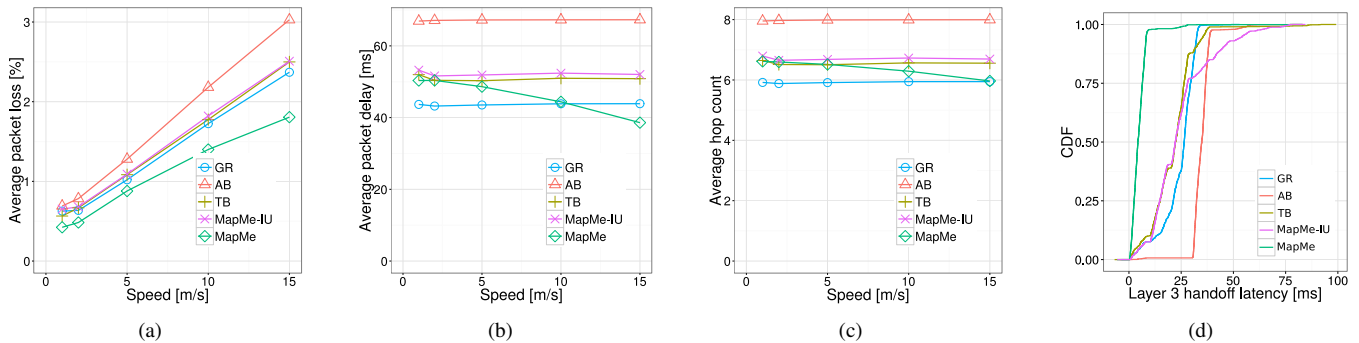 Average packet loss [%]
3
2
1
0
GR
AB
TB
MapMe-IU
MapMe
0
5
10
15
Speed [m/s]
(a)
Average packet delay [ms]
60
40
20
0
GR
AB
TB
MapMe-IU
MapMe
0
5
10
15
Speed [m/s]
(b)
Average hop count
8
6
4
2
0
GR
AB
TB
MapMe-IU
MapMe
0
5
10
15
Speed [m/s]
(c)
CDF
1.00
0.75
0.50
0.25
0.00
GR
AB
TB
MapMe-IU
MapMe
0
25
50
75
100
Layer 3 handoff latency [ms]
(d)